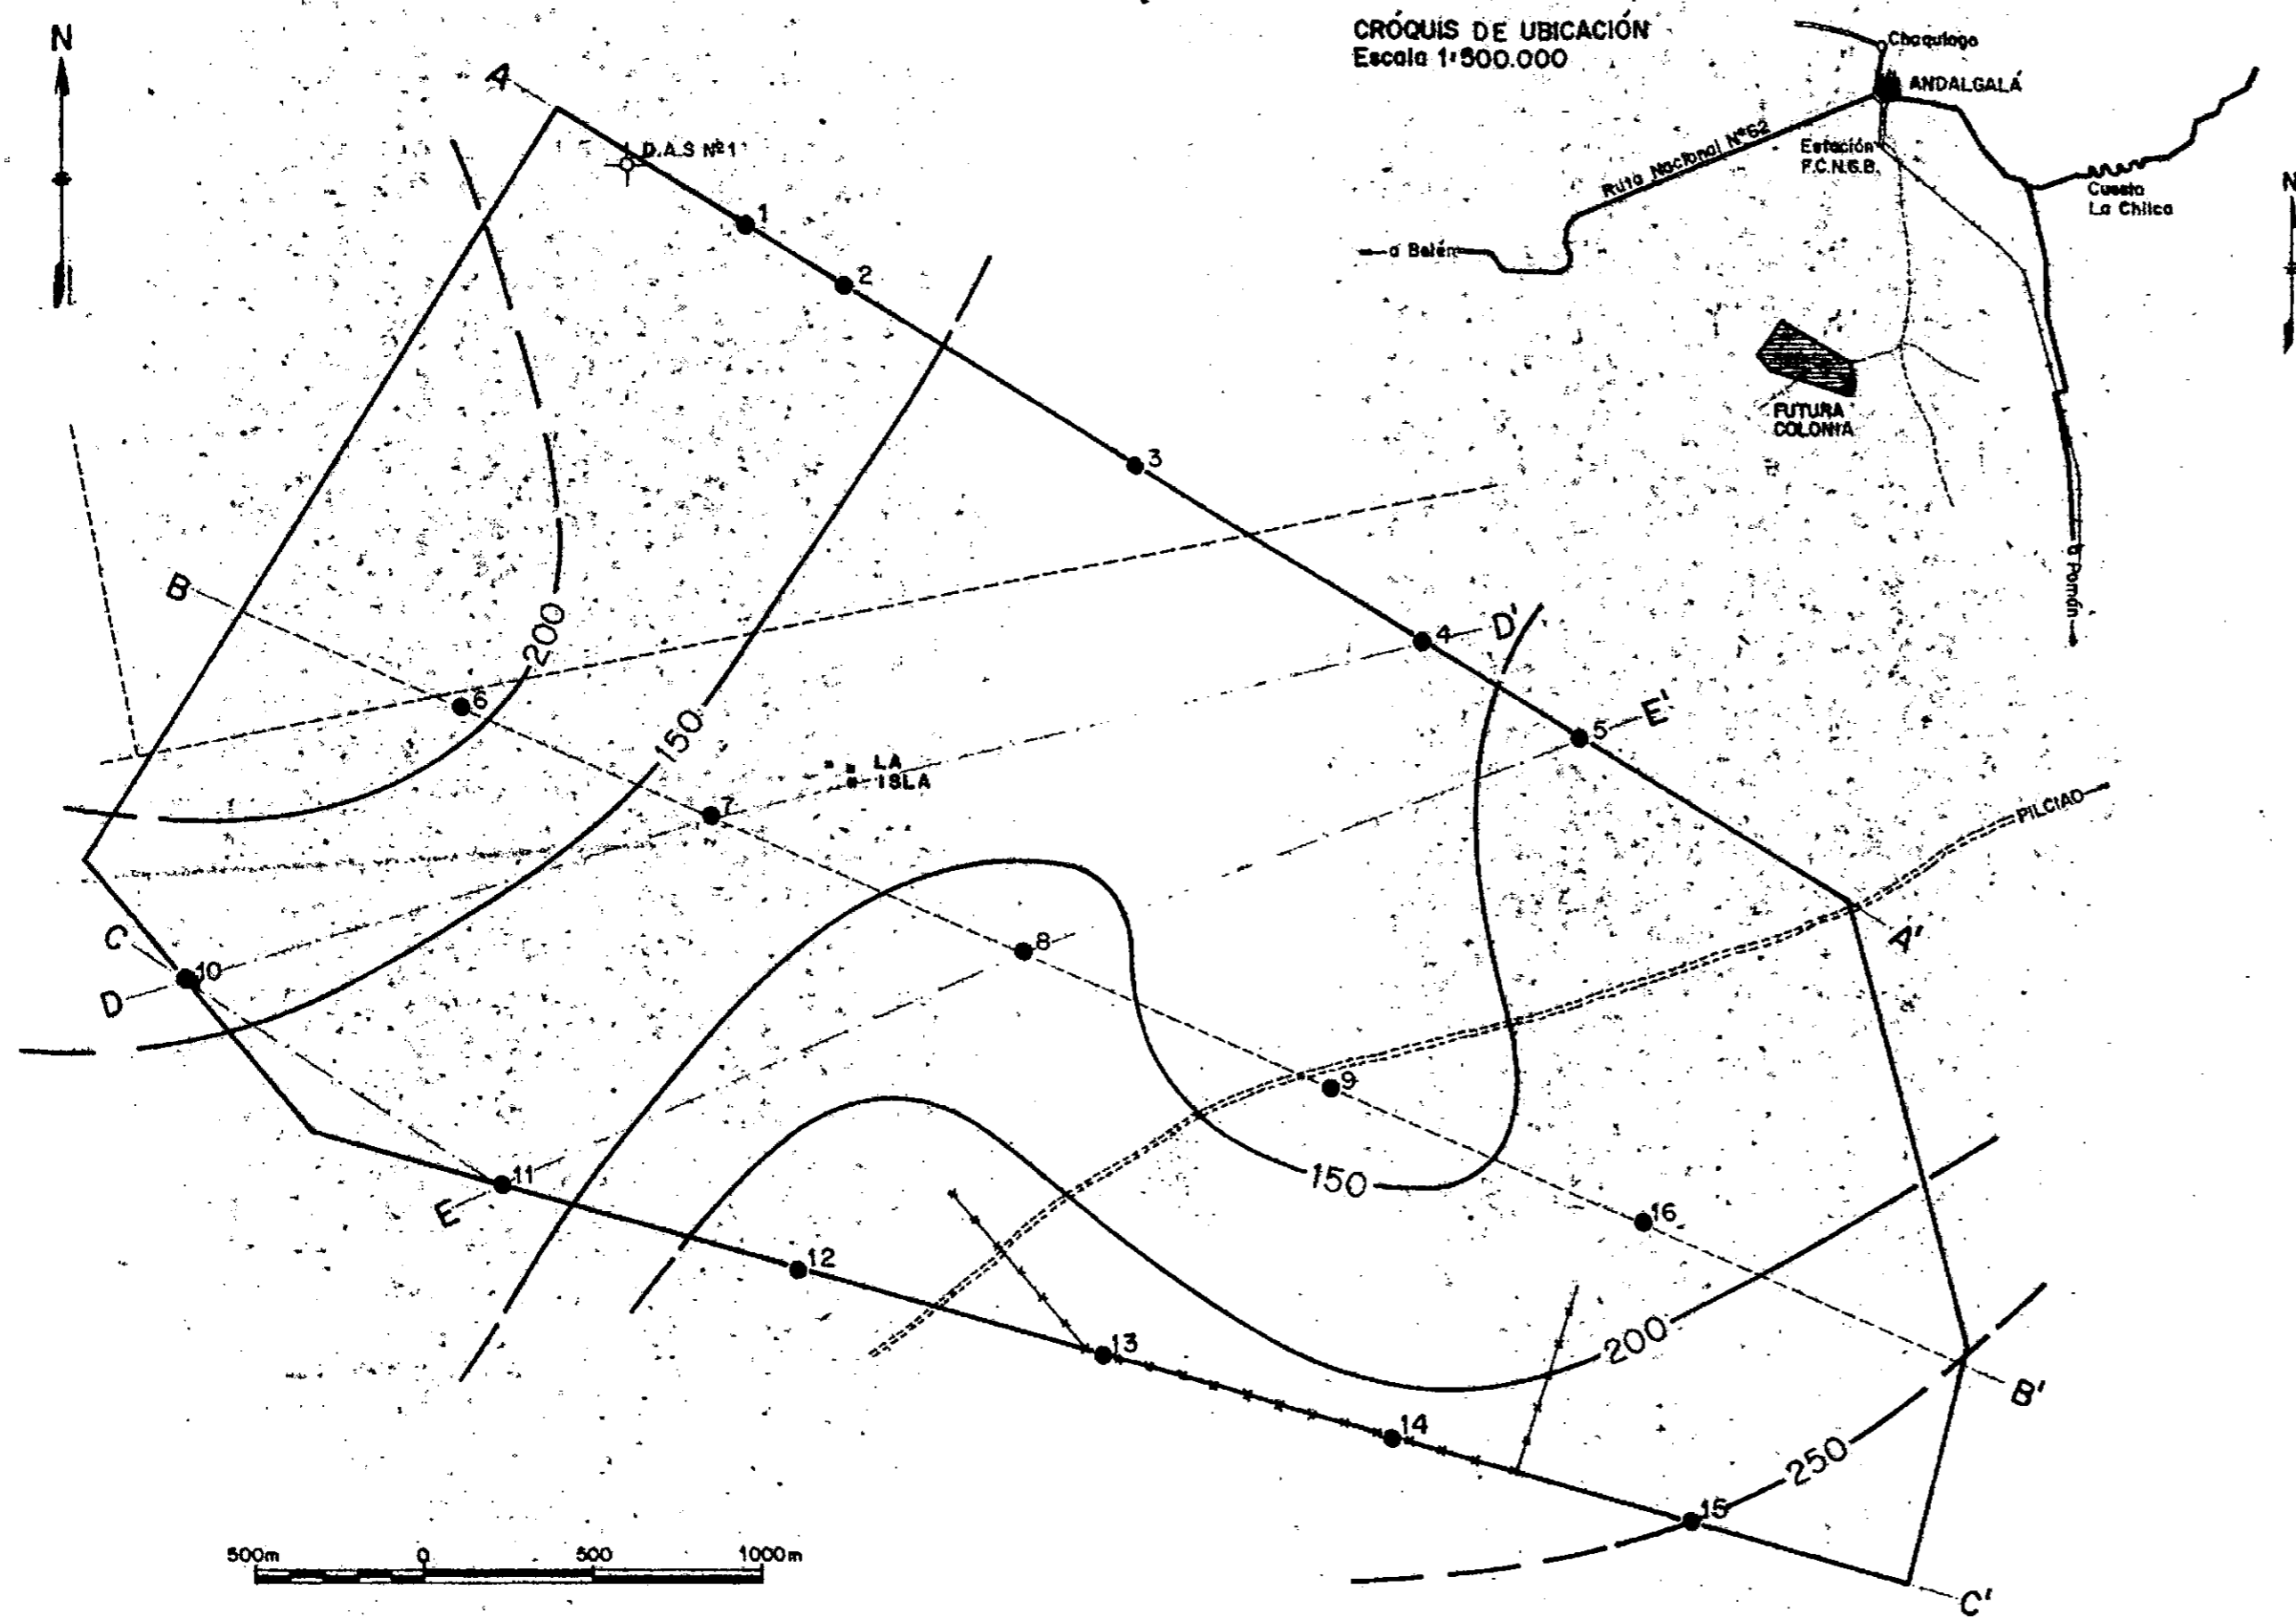 N
CRÓQUIS DE UBICACIÓN
Escala 1:500.000
Choquiago
ANDALGALÁ
Ruta Nacional Nº62
Estación
F.C.N.G.B.
Cuesta
La Chilca
N
a Belén
FUTURA
COLONIA
a Pomán
A
D.A.S Nº1
1
2
3
B
200
4
D'
6
150
5
E'
LA
ISLA
7
PILCIAO
C
10
D
8
A'
9
11
E
150
16
12
13
200
B'
14
250
15
C'
500m
0
500
1000m